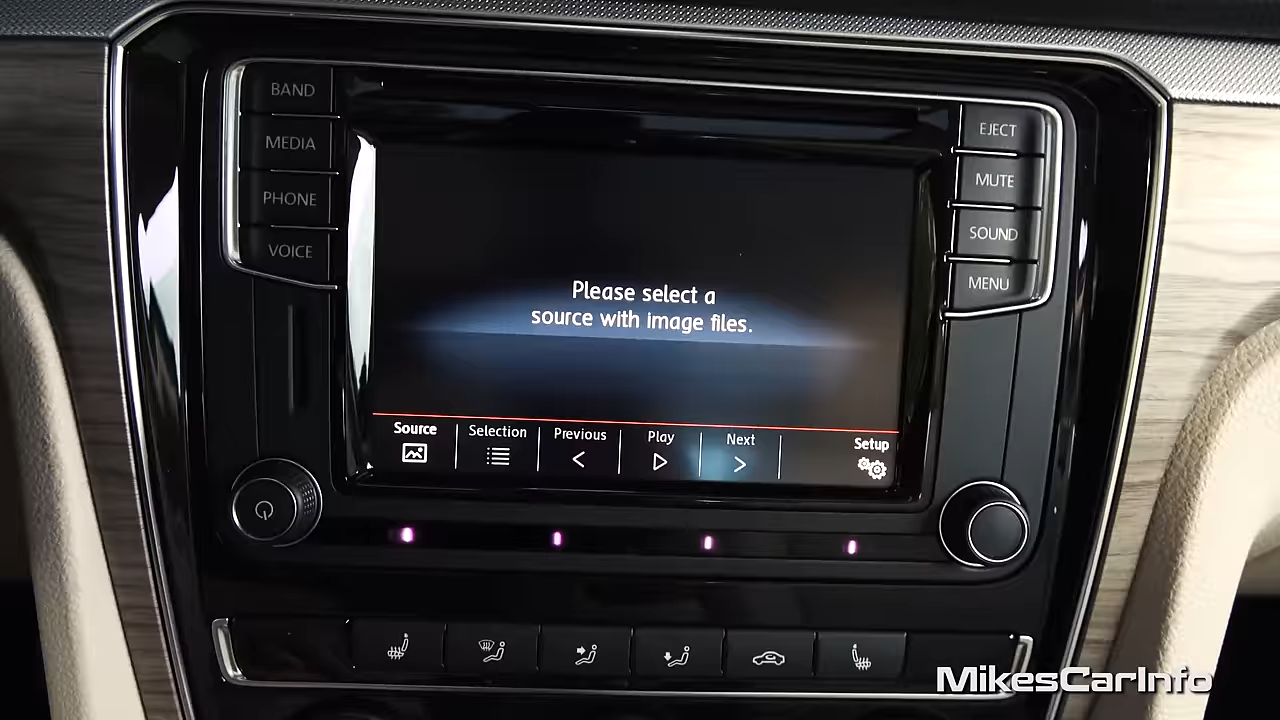 BAND
MEDIA
PHONE
VOICE
EJECT
MUTE
SOUND
MENU
Please select a
source with image files.
Source
Selection
Previous
Play
Next
Setup
MikesCarInfo